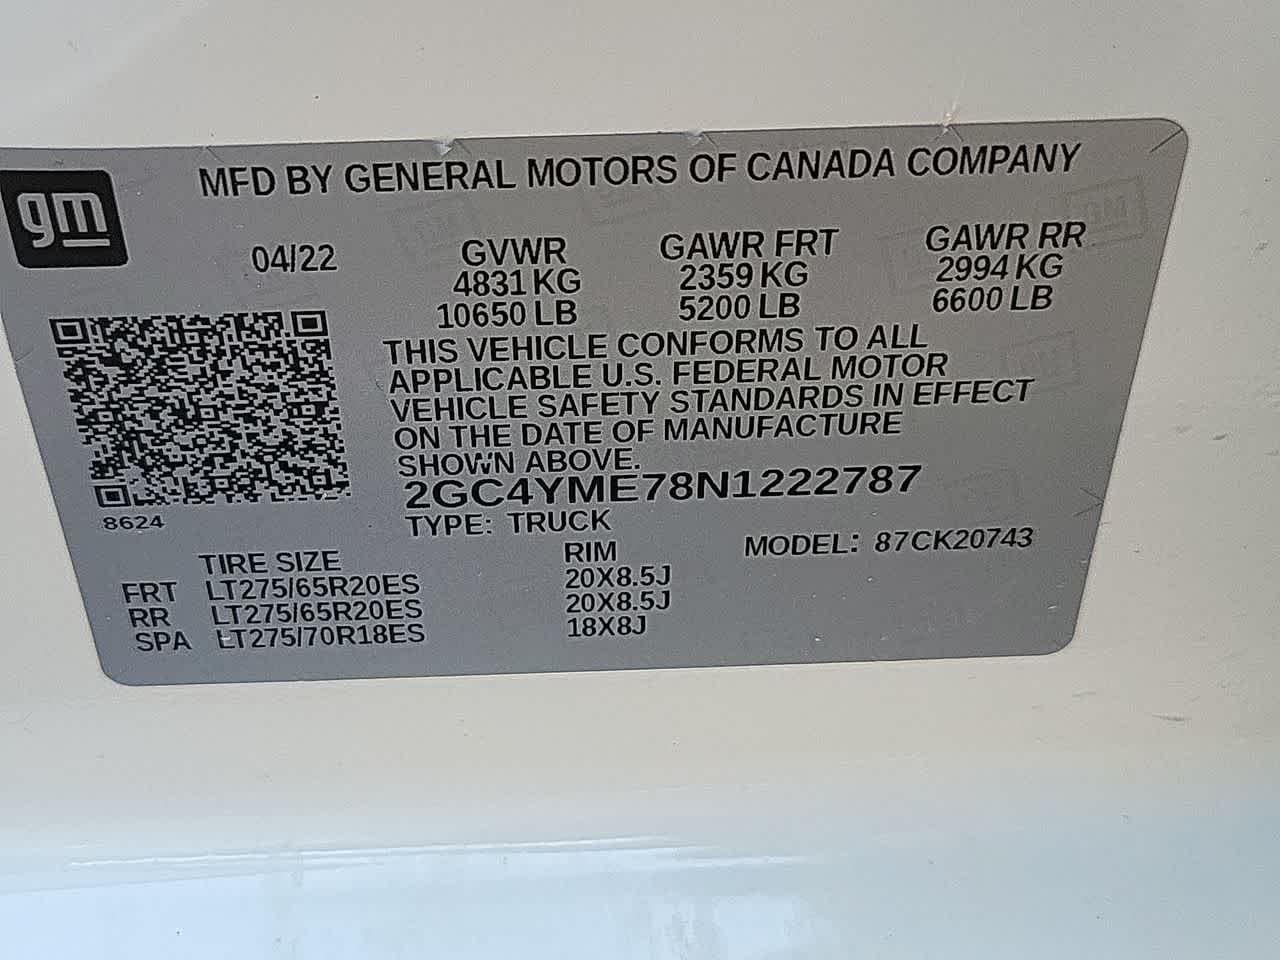 MFD BY GENERAL MOTORS OF CANADA COMPANY
gm
04/22 GVWR GAWR FRT GAWR RR
4831 KG 2359 KG 2994 KG
10650 LB 5200 LB 6600 LB
THIS VEHICLE CONFORMS TO ALL
APPLICABLE U.S. FEDERAL MOTOR
VEHICLE SAFETY STANDARDS IN EFFECT
ON THE DATE OF MANUFACTURE
SHOWN ABOVE.
2GC4YME78N1222787
8624
TYPE: TRUCK
MODEL: 87CK20743
TIRE SIZE RIM
FRT LT275/65R20ES 20X8.5J
RR LT275/65R20ES 20X8.5J
SPA LT275/70R18ES 18X8J